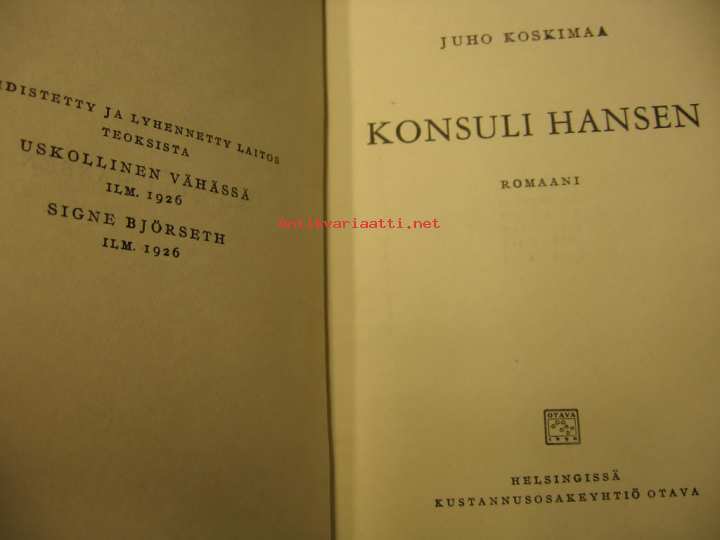 DISTETTY JA LYHENNETTY LAITOS
TEOKSISTA
USKOLLINEN VÄHÄSSÄ
ILM. 1926
SIGNE BJÖRSETH
ILM. 1926
JUHO KOSKIMAA
KONSULI HANSEN
ROMAANI
Antikvariaatti.net
OTAVA
1890
HELSINGISSÄ
KUSTANNUSOSAKEYHTIÖ OTAVA